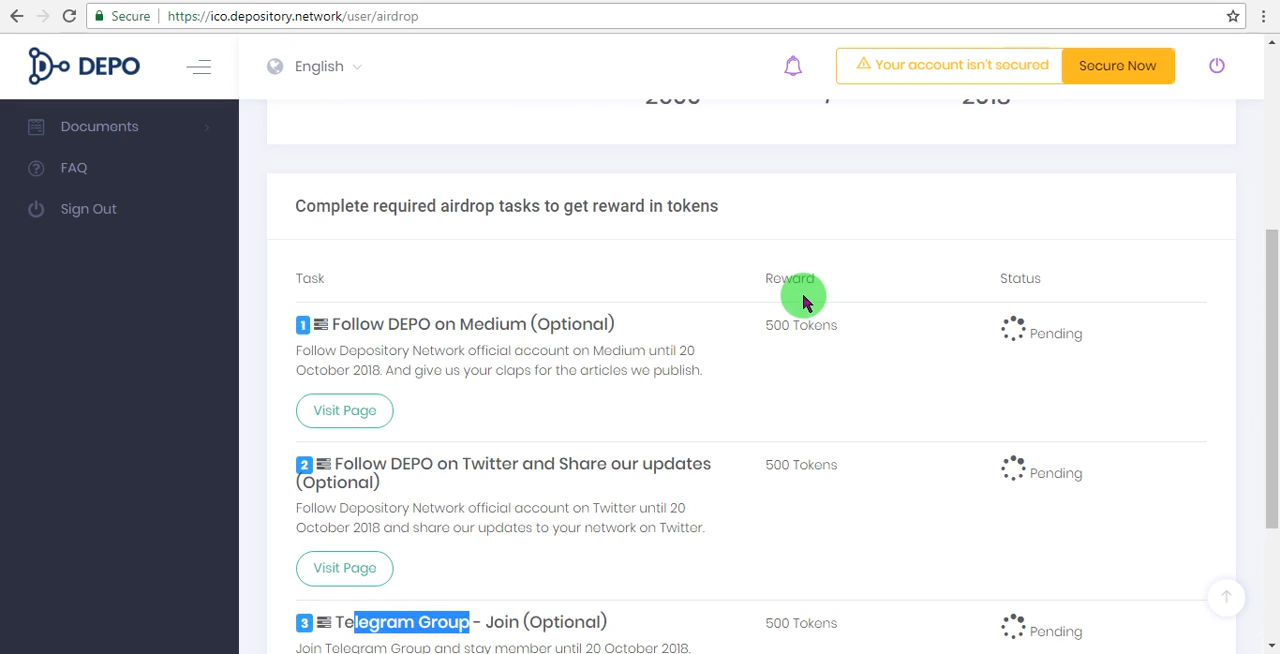 Secure https://ico.depository.network/user/airdrop
DEPO
English
Your account isn't secured
Secure Now
Documents
FAQ
Sign Out
Complete required airdrop tasks to get reward in tokens
Task Reward Status
1 Follow DEPO on Medium (Optional) 500 Tokens Pending
Follow Depository Network official account on Medium until 20
October 2018. And give us your claps for the articles we publish.
Visit Page
2 Follow DEPO on Twitter and Share our updates 500 Tokens Pending
(Optional)
Follow Depository Network official account on Twitter until 20
October 2018 and share our updates to your network on Twitter.
Visit Page
3 Telegram Group - Join (Optional) 500 Tokens Pending
Join Telegram Group and stay member until 20 October 2018.